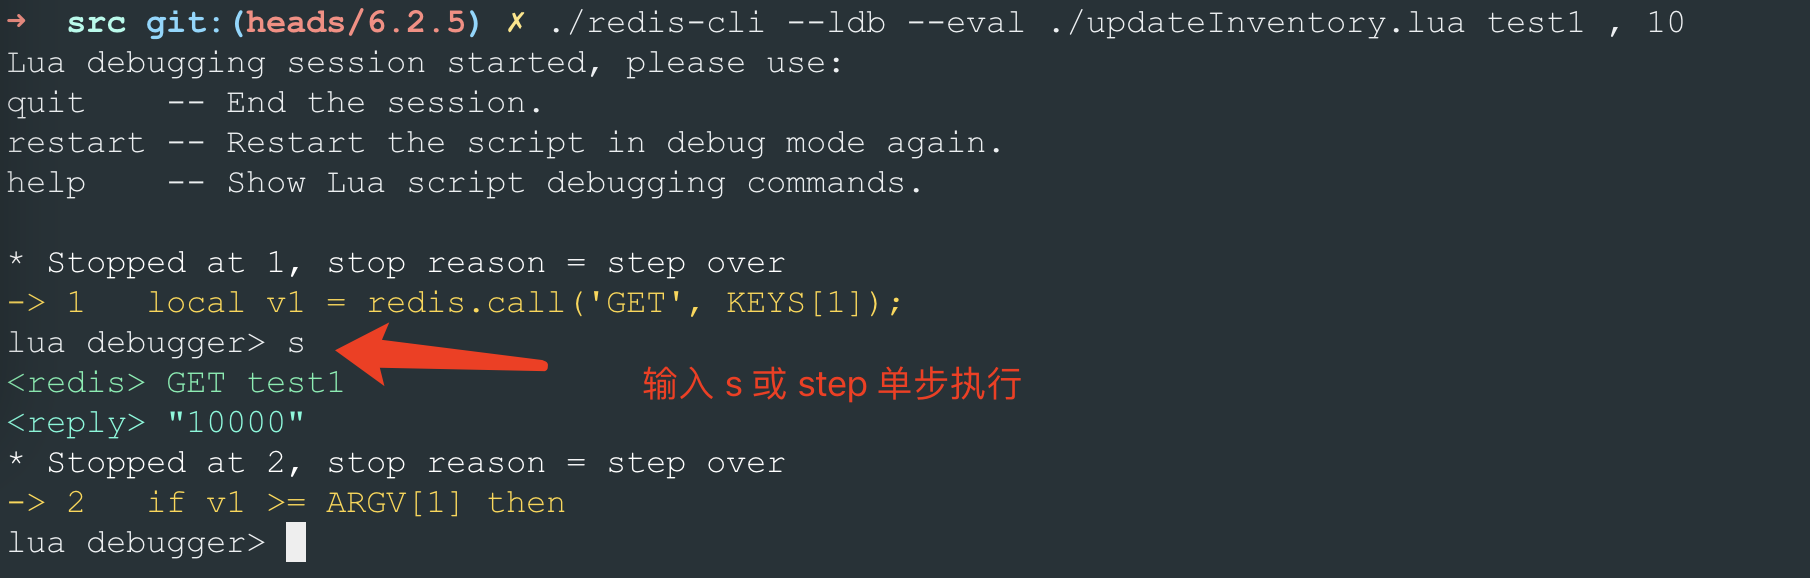 ➜  src git:(heads/6.2.5) ✗ ./redis-cli --ldb --eval ./updateInventory.lua test1 , 10
Lua debugging session started, please use:
quit    -- End the session.
restart -- Restart the script in debug mode again.
help    -- Show Lua script debugging commands.
* Stopped at 1, stop reason = step over
-> 1   local v1 = redis.call('GET', KEYS[1]);
lua debugger> s
<redis> GET test1
输入 s 或 step 单步执行
<reply> "10000"
* Stopped at 2, stop reason = step over
-> 2   if v1 >= ARGV[1] then
lua debugger>